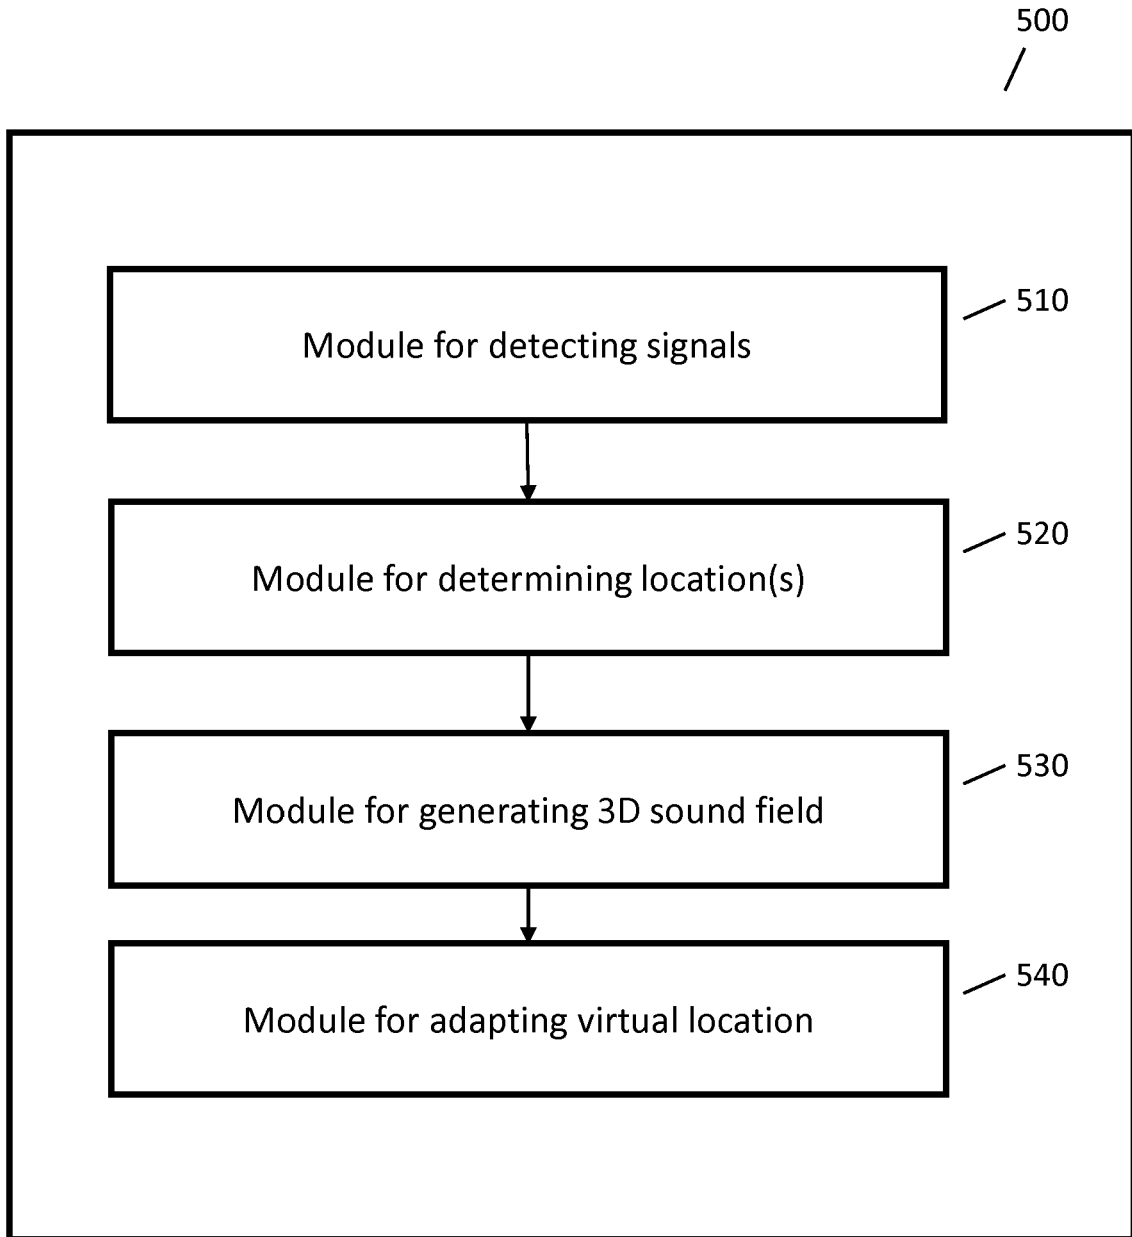 500
Module for detecting signals
510
Module for determining location(s)
520
Module for generating 3D sound field
530
Module for adapting virtual location
540